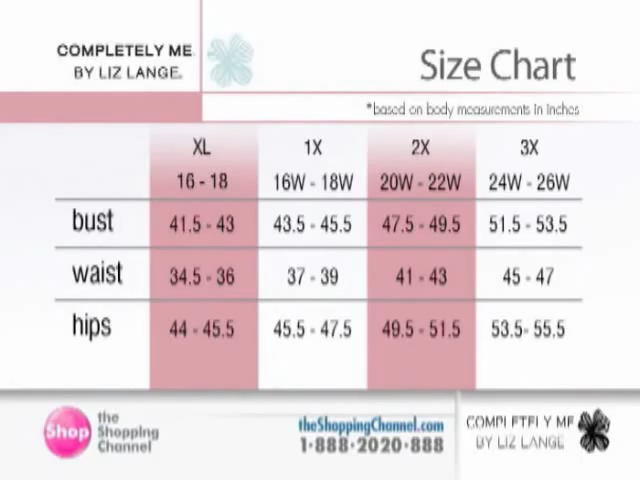 COMPLETELY ME
BY LIZ LANGE.
Size Chart
*based on body measurements in inches
XL 1X 2X 3X
16 - 18 16W - 18W 20W - 22W 24W - 26W
bust 41.5 - 43 43.5 - 45.5 47.5 - 49.5 51.5 - 53.5
waist 34.5 - 36 37 - 39 41 - 43 45 - 47
hips 44 - 45.5 45.5 - 47.5 49.5 - 51.5 53.5 - 55.5
Shop
the
Shopping
Channel
theShoppingChannel.com
1·888·2020·888
COMPLETELY ME
BY LIZ LANGE